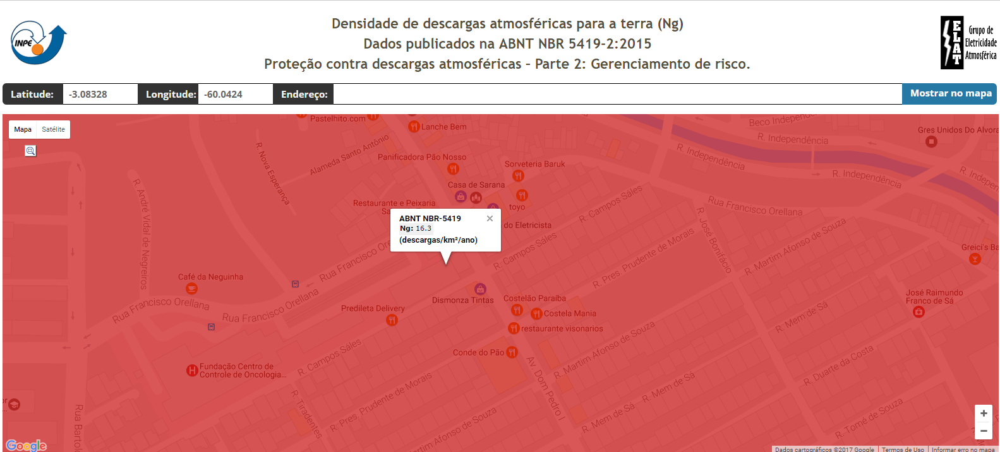 Densidade de descargas atmosféricas para a terra (Ng)
Dados publicados na ABNT NBR 5419-2:2015
Proteção contra descargas atmosféricas – Parte 2: Gerenciamento de risco.
INPE
ELAT
Grupo de
Eletricidade
Atmosférica
Latitude: -3.08328 Longitude: -60.0424 Endereço: Mostrar no mapa
Mapa Satélite
Pastelhito.com
Lanche Bem
Beco Independên
R. Independência
Gres Unidos Do Alvora
R. Nova Esperança
Alameda Santo Antônio
Panificadora Pão Nosso
Sorveteria Baruk
R. Independência
R. Independência
R. Independên
R. André Vidal de Negreiros
Casa de Sarana
Restaurante e Peixaria
Sa
toyo
R. Campos Sáles
Rua Francisco Orellana
ABNT NBR-5419
Ng: 16.3
(descargas/km²/ano)
do Eletricista
R. José Bonifácio
R. Martim Afonso de Souza
R. Campos Sáles
R. Pres. Prudente de Morais
Greici's Ba
Rua Francisco Orellana
Café da Neguinha
Rua Francisco Orellana
Rua Francisco Orellana
Dismonza Tintas
Costelão Paraíba
José Raimundo
Franco de Sá
Predileta Delivery
Costela Mania
restaurante visonarios
R. Mem de Sá
R. Martim Afonso de Souza
Conde do Pão
R. Campos Sáles
Fundação Centro de
Controle de Oncologia...
Av. Dom Pedro I
R. Duarte da Costa
R. Mem de Sá
R. Pres. Prudente de Morais
R. Tiradentes
Rua Bartol
R. Martim Afonso de Souza
R. Mem de Sá
R. Tomé de Souza
Google
Dados cartográficos ©2017 Google Termos de Uso Informar erro no mapa